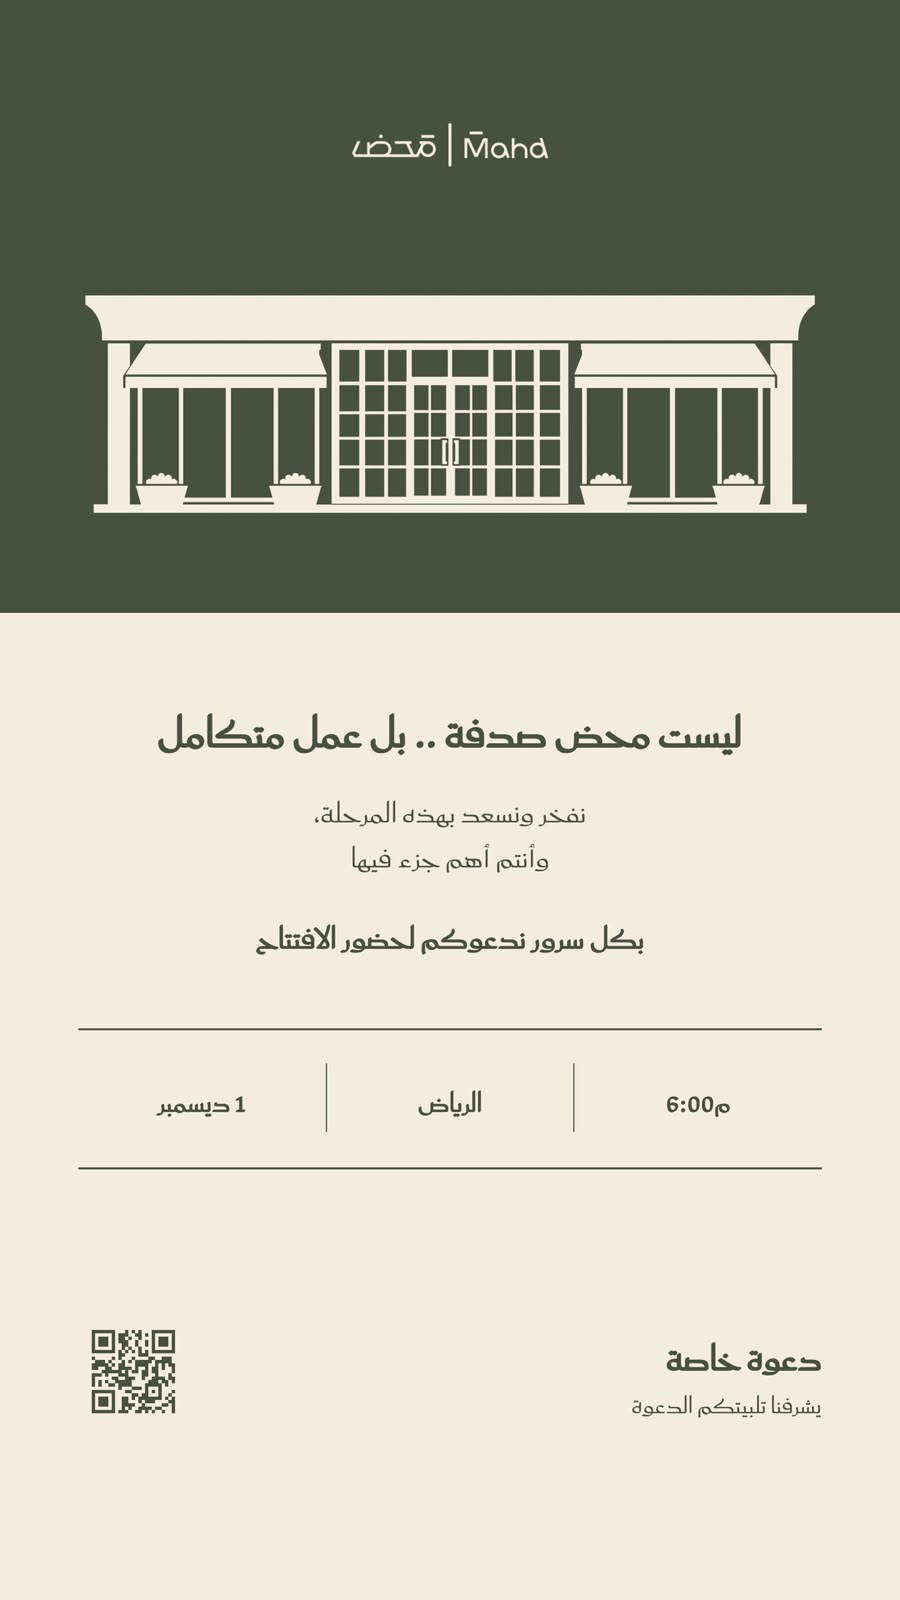 مَحض | Mahd
ليست محض صدفة .. بل عمل متكامل
نفخر ونسعد بهذه المرحلة،
وأنتم أهم جزء فيها
بكل سرور ندعوكم لحضور الافتتاح
6:00م
الرياض
1 ديسمبر
دعوة خاصة
يشرفنا تلبيتكم الدعوة